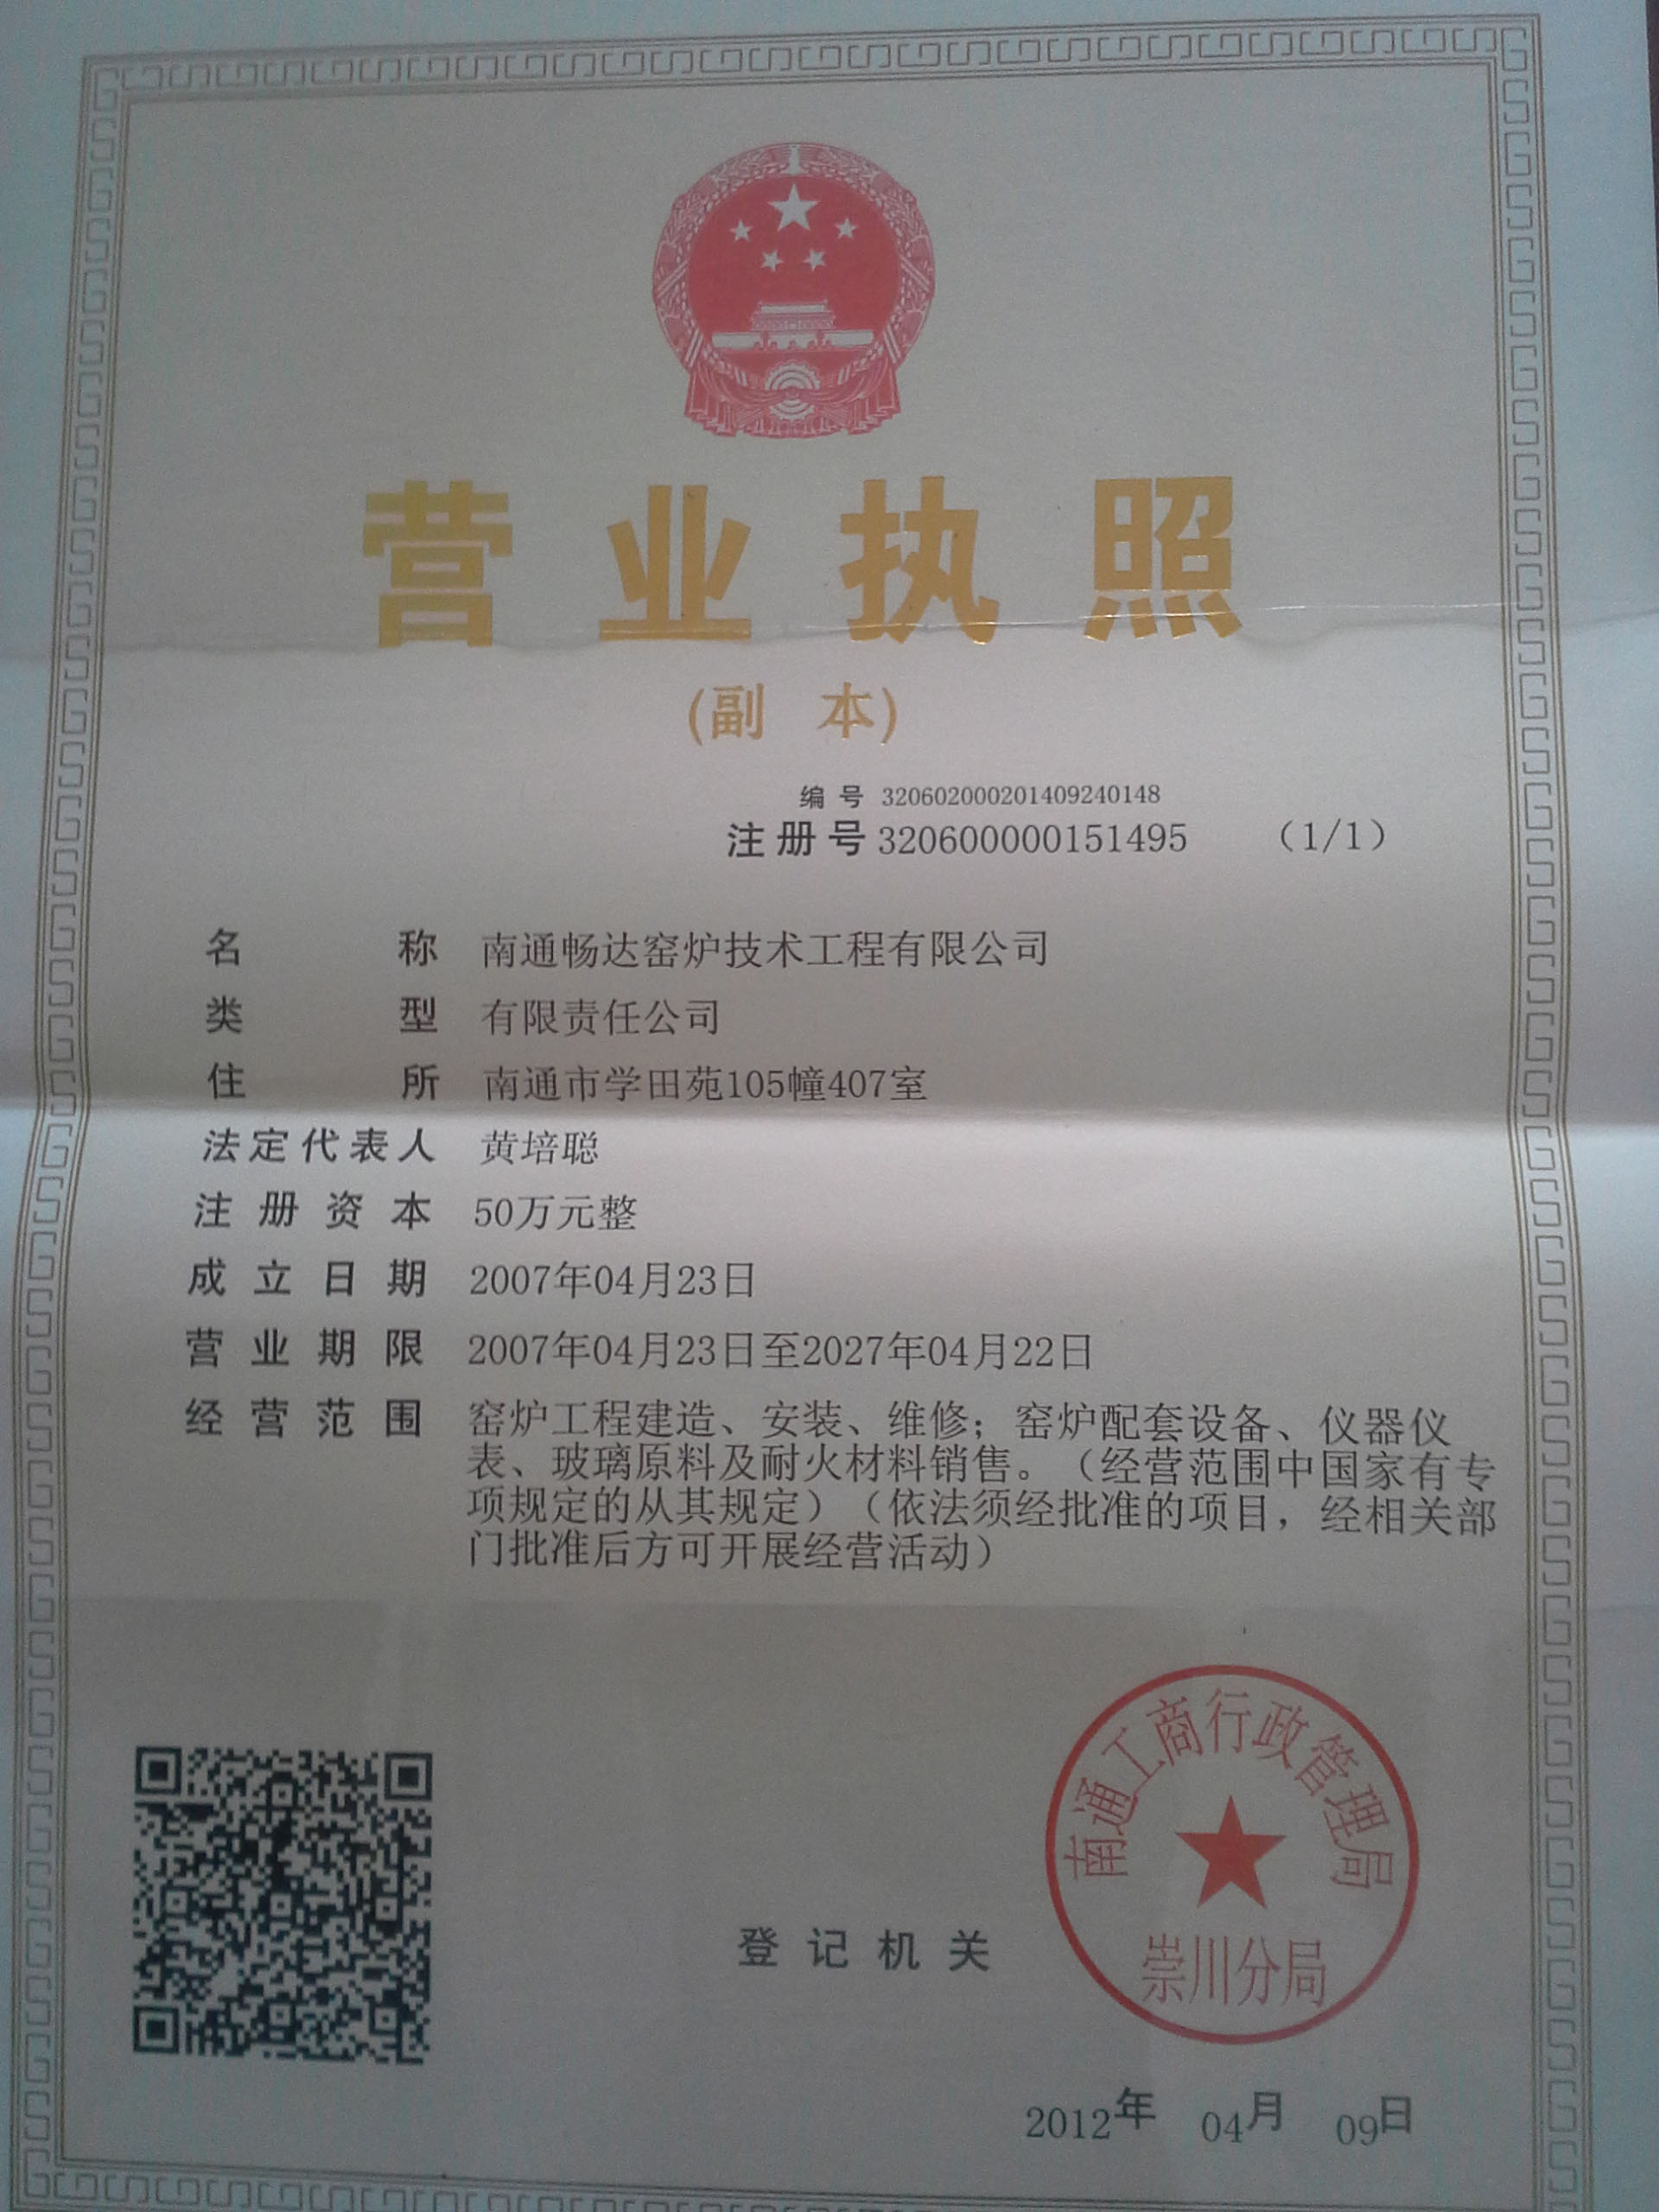 营业执照
(副 本)
编 号 320602000201409240148
注 册 号 320600000151495 （1/1）
名 称 南通畅达窑炉技术工程有限公司
类 型 有限责任公司
住 所 南通市学田苑105幢407室
法定代表人 黄培聪
注 册 资 本 50万元整
成 立 日 期 2007年04月23日
营 业 期 限 2007年04月23日至2027年04月22日
经 营 范 围 窑炉工程建造、安装、维修；窑炉配套设备、仪器仪
表、玻璃原料及耐火材料销售。（经营范围中国家有专
项规定的从其规定）（依法须经批准的项目，经相关部
门批准后方可开展经营活动）
南通工商行政管理局
登 记 机 关
崇川分局
2012年 04月 09日